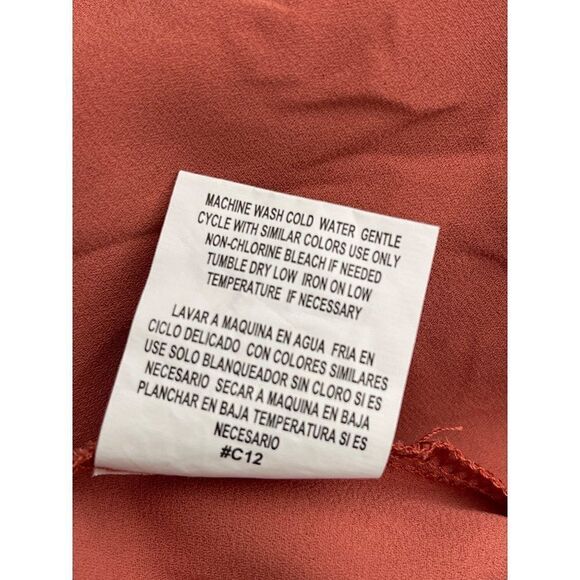 MACHINE WASH COLD WATER GENTLE
CYCLE WITH SIMILAR COLORS USE ONLY
NON-CHLORINE BLEACH IF NEEDED
TUMBLE DRY LOW IRON ON LOW
TEMPERATURE IF NECESSARY
LAVAR A MAQUINA EN AGUA FRIA EN
CICLO DELICADO CON COLORES SIMILARES
USE SOLO BLANQUEADOR SIN CLORO SI ES
NECESARIO SECAR A MAQUINA EN BAJA
PLANCHAR EN BAJA TEMPERATURA SI ES
NECESARIO
#C12